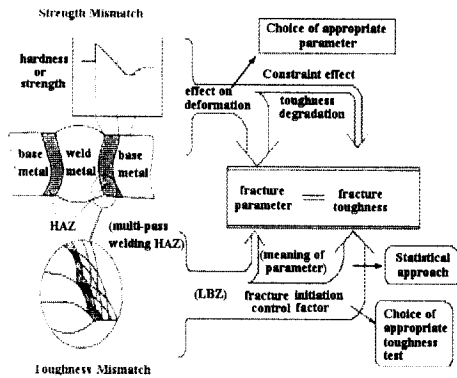 Strength Mismatch
hardness
or
strength
Choice of appropriate
parameter
effect on
deformation
Constraint effect
toughness
degradation
base
metal
weld
metal
base
metal
fracture
parameter
=
fracture
toughness
HAZ
(multi-pass
welding HAZ)
(meaning of
parameter)
(LBZ)
fracture initiation
control factor
Statistical
approach
Choice of
appropriate
toughness
test
Toughness Mismatch